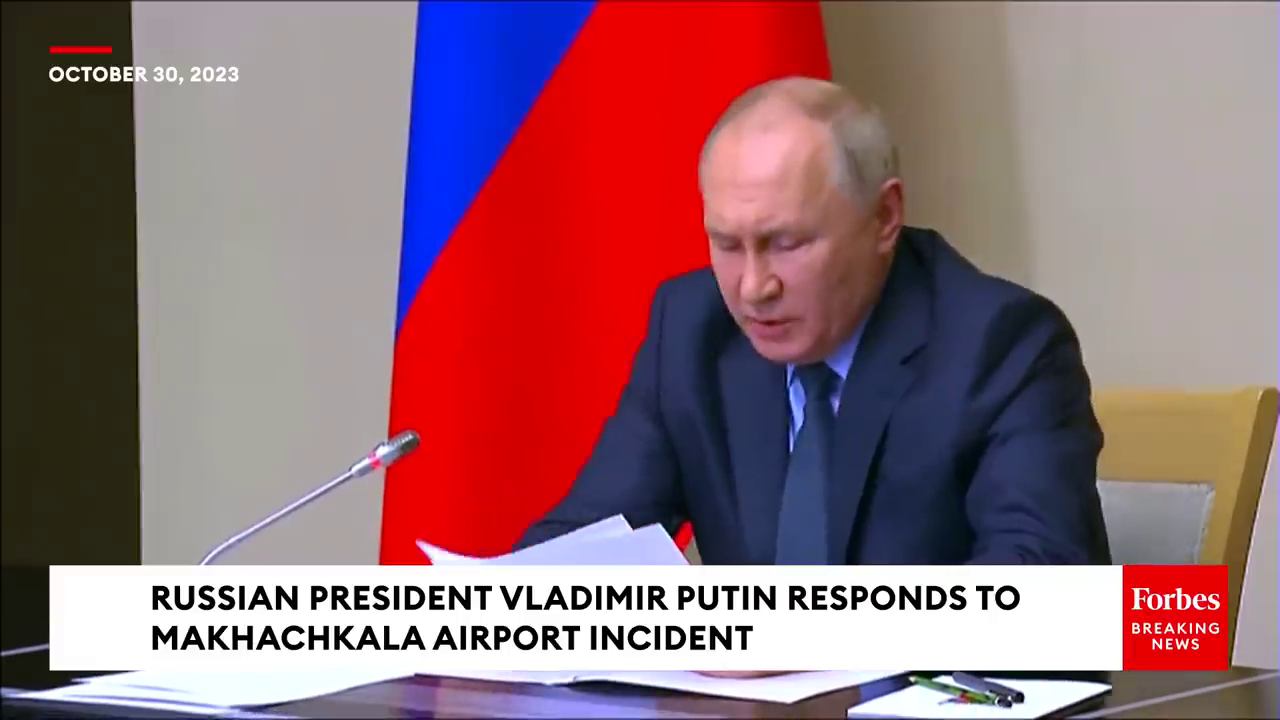 OCTOBER 30, 2023
RUSSIAN PRESIDENT VLADIMIR PUTIN RESPONDS TO
MAKHACHKALA AIRPORT INCIDENT
Forbes
BREAKING
NEWS